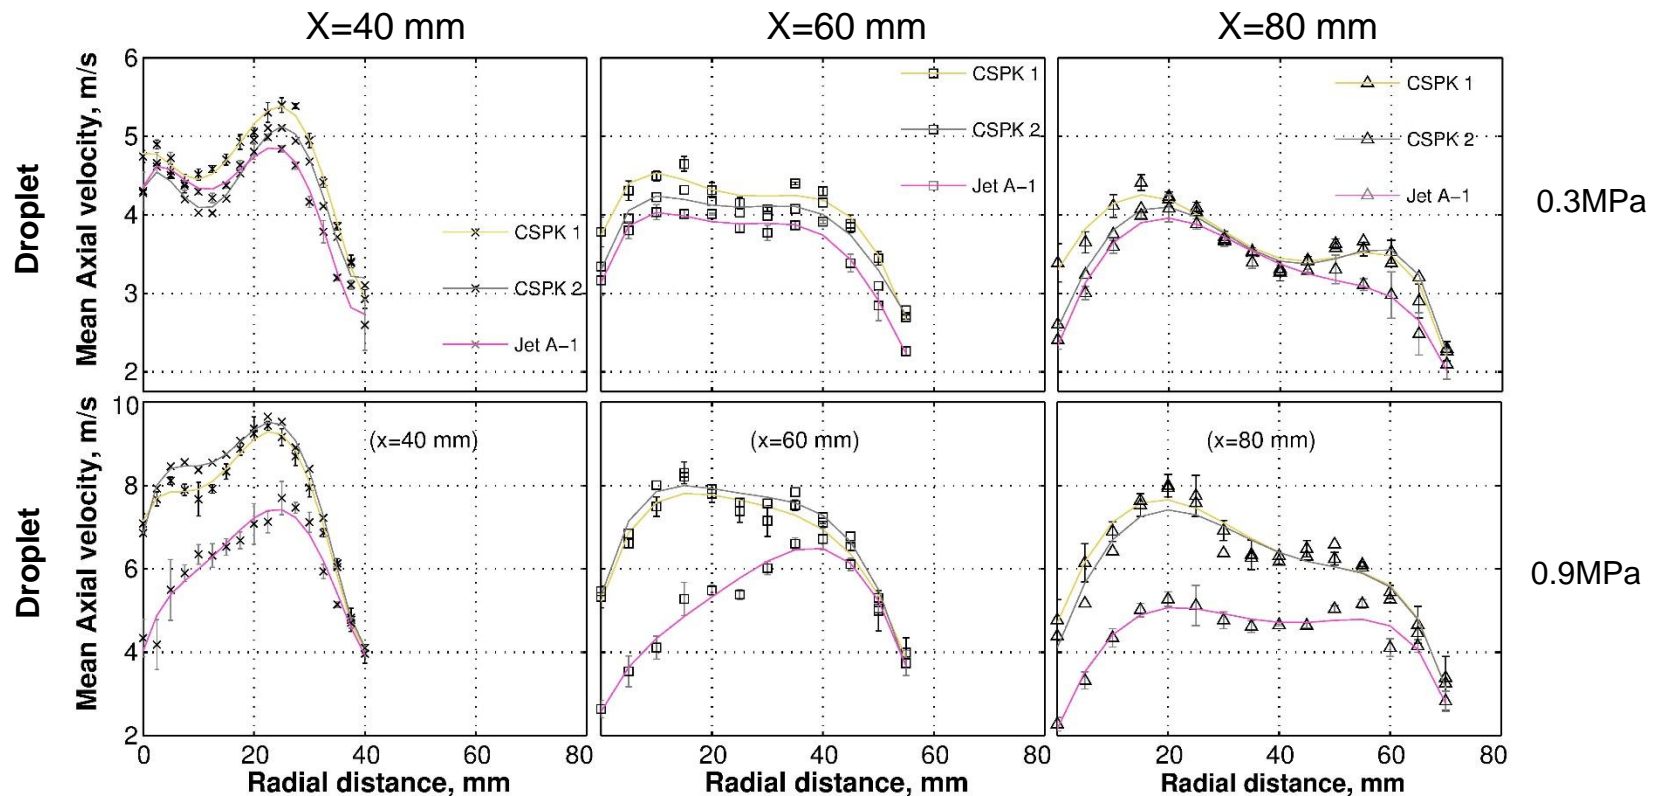 X=40 mm
X=60 mm
X=80 mm
Droplet
Mean Axial velocity, m/s
6
5
4
3
2
CSPK 1
CSPK 2
Jet A-1
CSPK 1
CSPK 2
Jet A-1
CSPK 1
CSPK 2
Jet A-1
0.3MPa
Droplet
Mean Axial velocity, m/s
10
8
6
4
2
(x=40 mm)
(x=60 mm)
(x=80 mm)
0.9MPa
0 20 40 60 80
20 40 60
20 40 60 80
Radial distance, mm
Radial distance, mm
Radial distance, mm